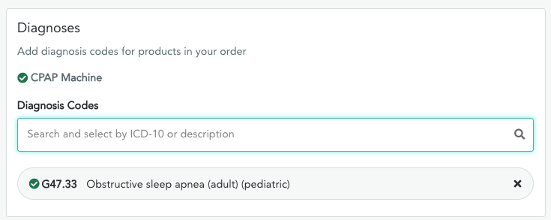 Diagnoses
Add diagnosis codes for products in your order
CPAP Machine
Diagnosis Codes
Search and select by ICD-10 or description
G47.33 Obstructive sleep apnea (adult) (pediatric)